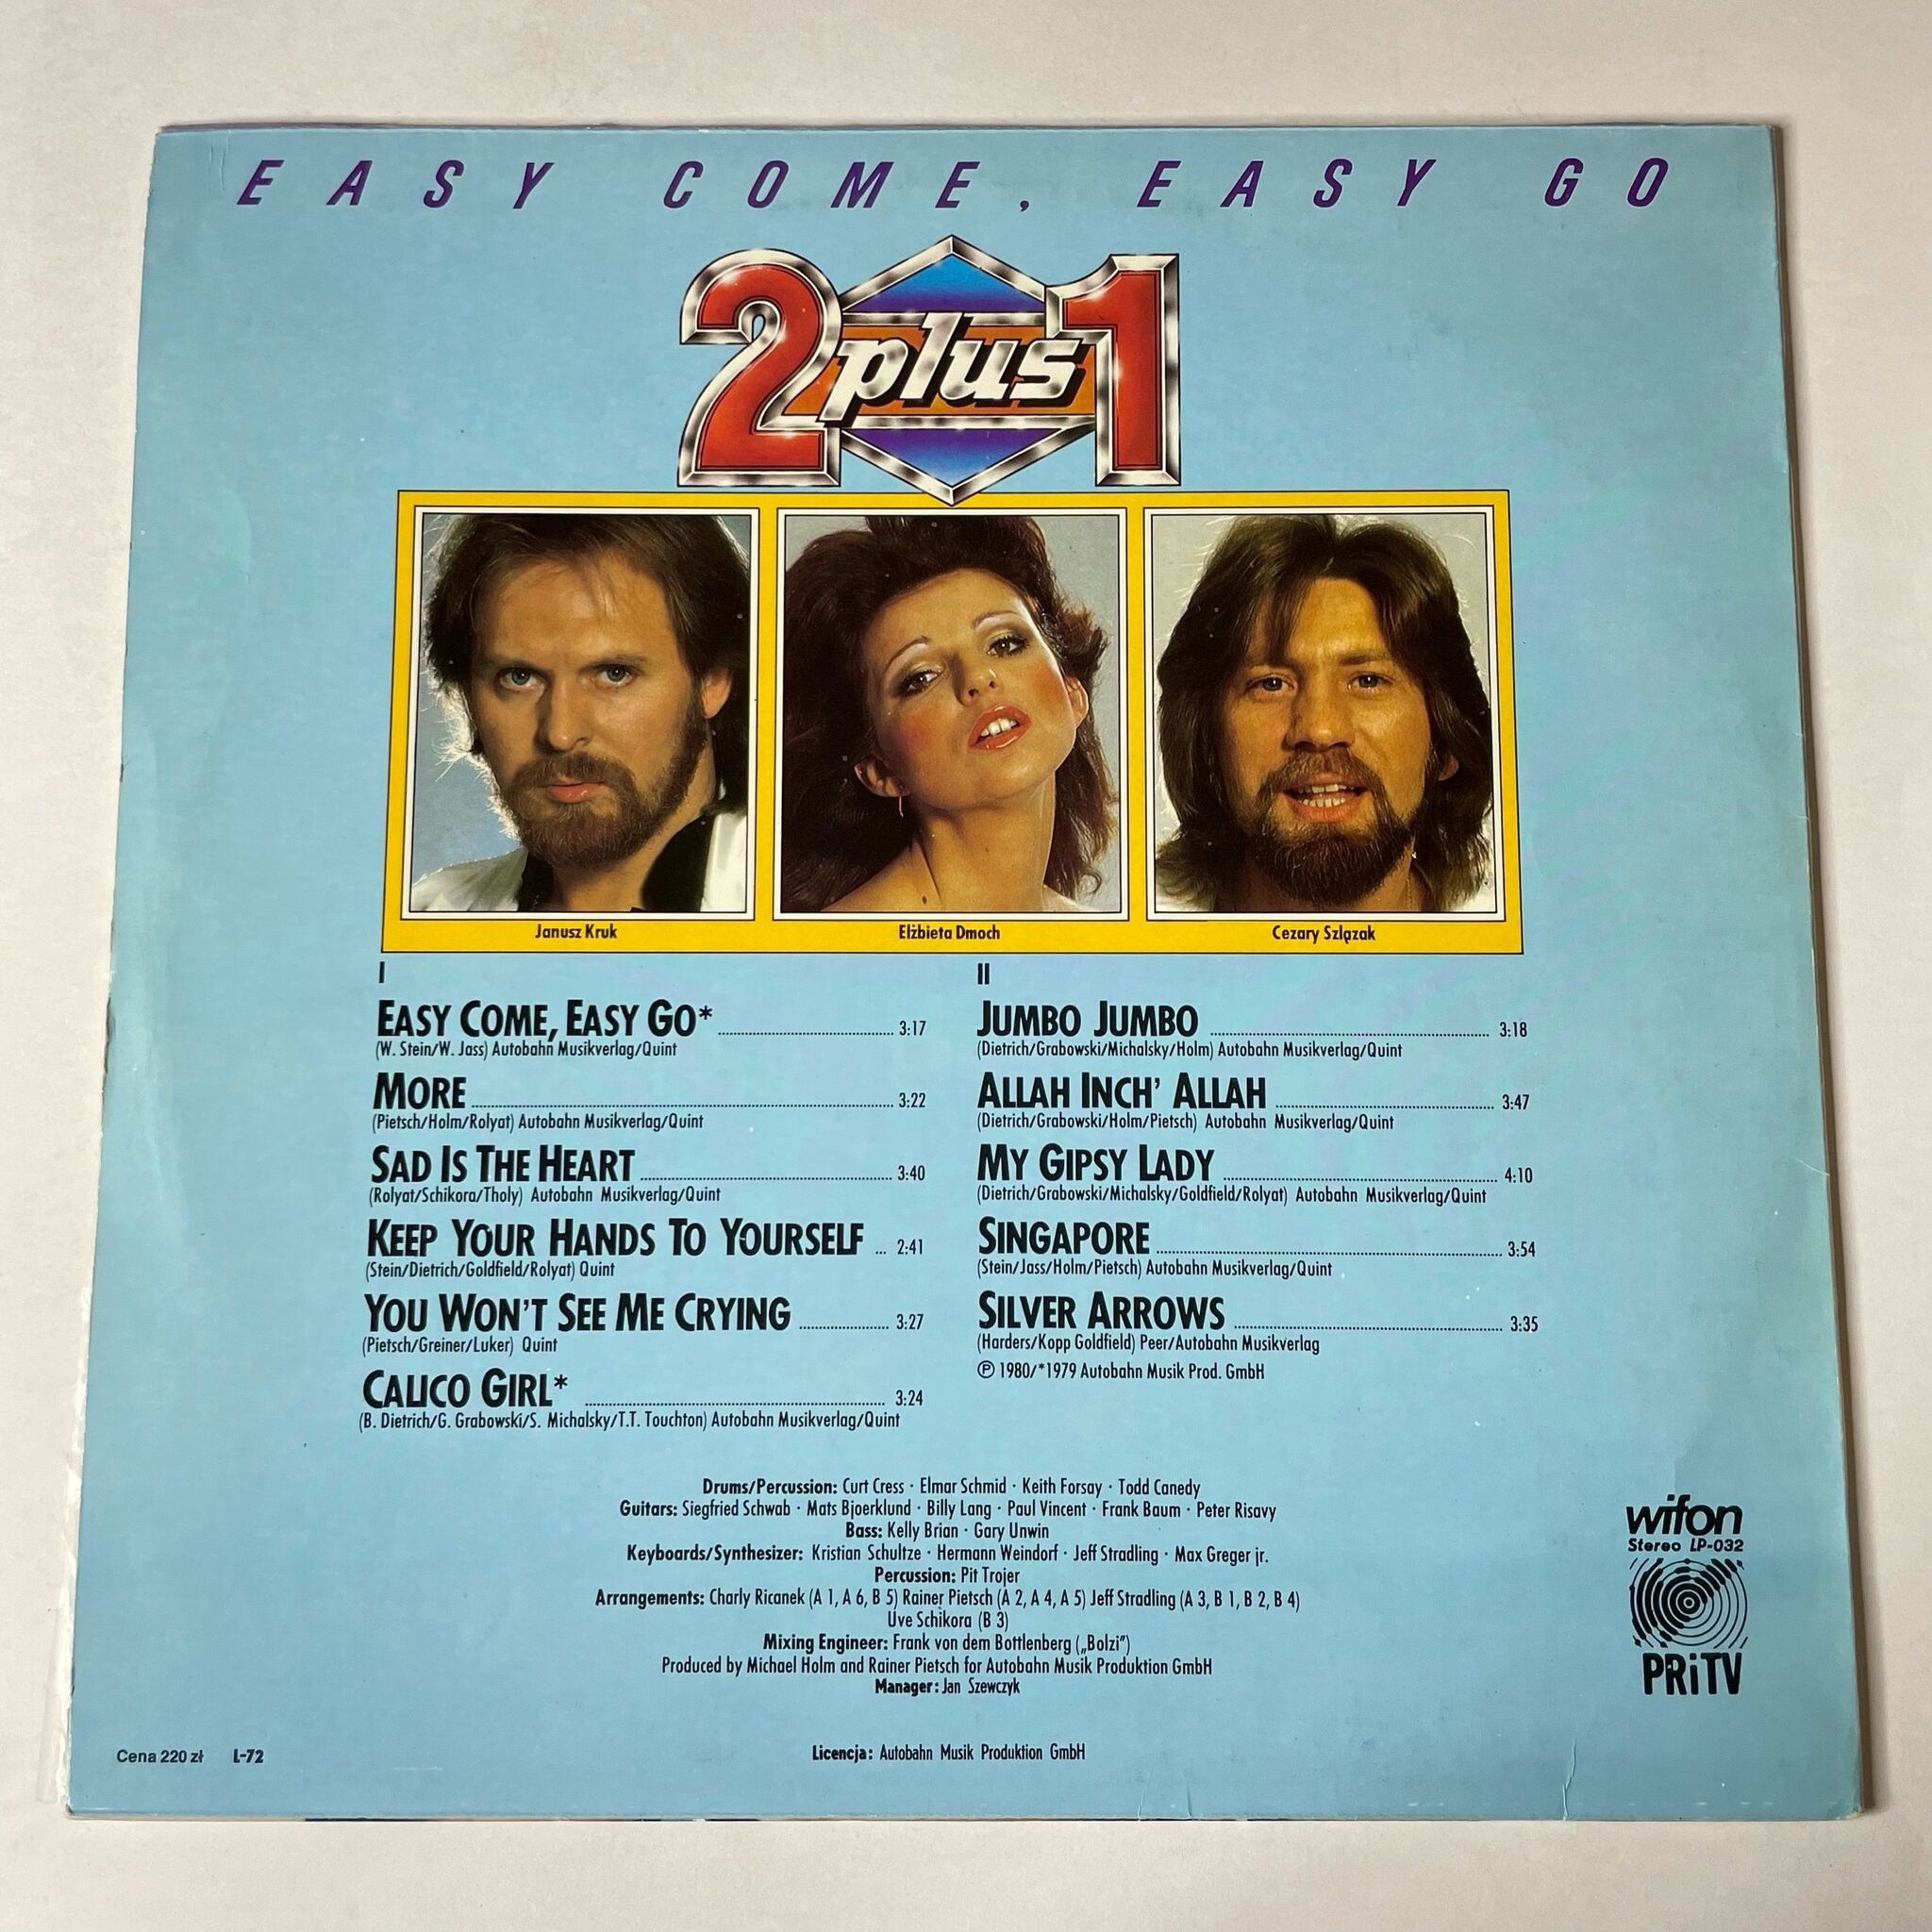 EASY COME, EASY GO
2 plus 1
Janusz Kruk
Elżbieta Dmoch
Cezary Szlązak
I
EASY COME, EASY GO* 3:17
(W. Stein/W. Jass) Autobahn Musikverlag/Quint
MORE 3:22
(Pietsch/Holm/Rolyat) Autobahn Musikverlag/Quint
SAD IS THE HEART 3:40
(Rolyat/Schikora/Tholy) Autobahn Musikverlag/Quint
KEEP YOUR HANDS TO YOURSELF ... 2:41
(Stein/Dietrich/Goldfield/Rolyat) Quint
YOU WON'T SEE ME CRYING 3:27
(Pietsch/Greiner/Luker) Quint
CALICO GIRL* 3:24
(B. Dietrich/G. Grabowski/S. Michalsky/T.T. Touchton) Autobahn Musikverlag/Quint
II
JUMBO JUMBO 3:18
(Dietrich/Grabowski/Michalsky/Holm) Autobahn Musikverlag/Quint
ALLAH INCH' ALLAH 3:47
(Dietrich/Grabowski/Holm/Pietsch) Autobahn Musikverlag/Quint
MY GIPSY LADY 4:10
(Dietrich/Grabowski/Michalsky/Goldfield/Rolyat) Autobahn Musikverlag/Quint
SINGAPORE 3:54
(Stein/Jass/Holm/Pietsch) Autobahn Musikverlag/Quint
SILVER ARROWS 3:35
(Harders/Kopp Goldfield) Peer/Autobahn Musikverlag
℗ 1980/*1979 Autobahn Musik Prod. GmbH
Drums/Percussion: Curt Cress · Elmar Schmid · Keith Forsay · Todd Canedy
Guitars: Siegfried Schwab · Mats Bjoerklund · Billy Lang · Paul Vincent · Frank Baum · Peter Risavy
Bass: Kelly Brian · Gary Unwin
Keyboards/Synthesizer: Kristian Schultze · Hermann Weindorf · Jeff Stradling · Max Greger jr.
Percussion: Pit Trojer
Arrangements: Charly Ricanek (A 1, A 6, B 5) Rainer Pietsch (A 2, A 4, A 5) Jeff Stradling (A 3, B 1, B 2, B 4)
Uve Schikora (B 3)
Mixing Engineer: Frank von dem Bottlenberg („Bolzi")
Produced by Michael Holm and Rainer Pietsch for Autobahn Musik Produktion GmbH
Manager: Jan Szewczyk
wifon
Stereo LP-032
PRiTV
Cena 220 zł L-72
Licencja: Autobahn Musik Produktion GmbH